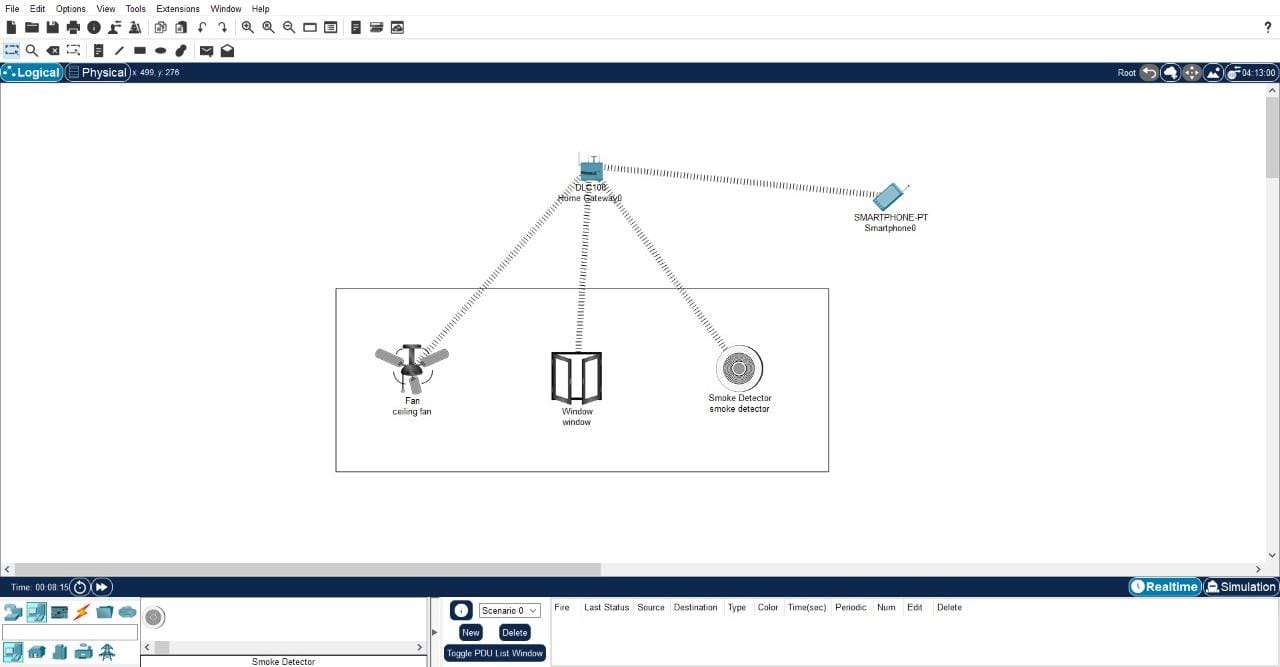 File Edit Options View Tools Extensions Window Help
?
Logical Physical x: 499, y: 276 Root 04:13:00
DLC100
Home Gateway0
SMARTPHONE-PT
Smartphone0
Fan
ceiling fan
Window
window
Smoke Detector
smoke detector
Time: 00:08:15 Realtime Simulation
Scenario 0
New Delete
Toggle PDU List Window
Fire Last Status Source Destination Type Color Time(sec) Periodic Num Edit Delete
Smoke Detector